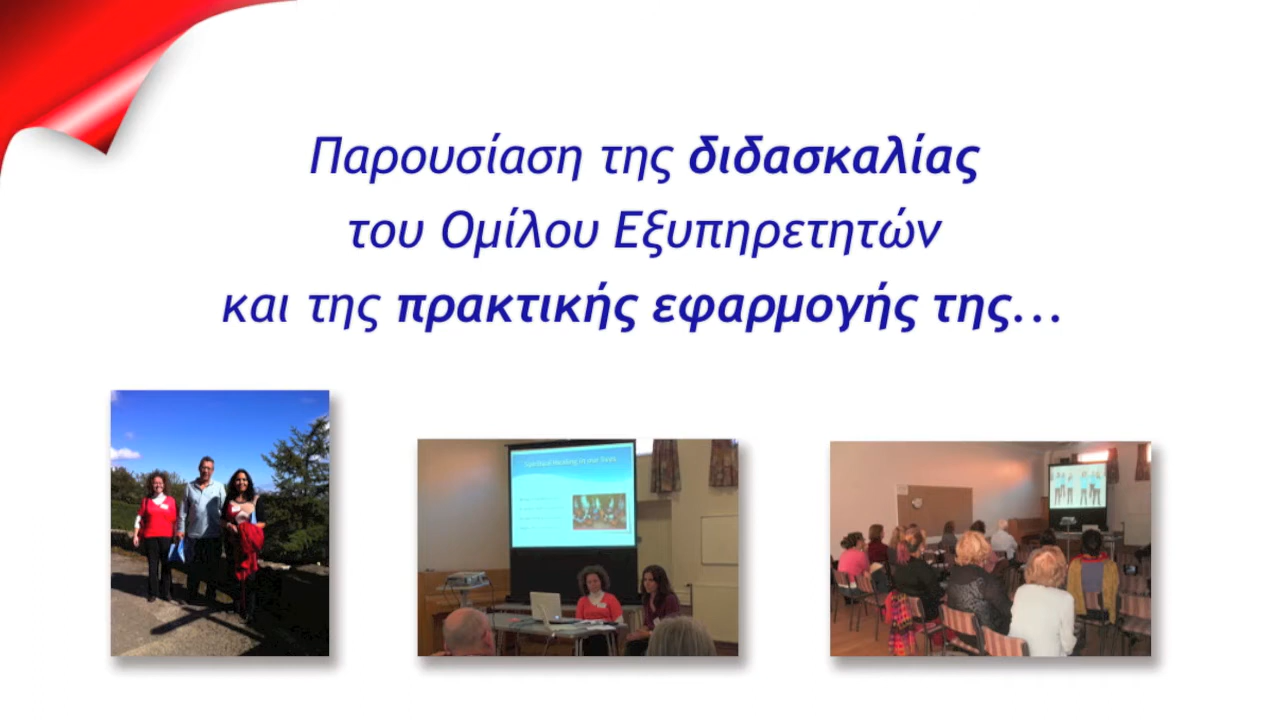 Παρουσίαση της διδασκαλίας
του Ομίλου Εξυπηρετητών
και της πρακτικής εφαρμογής της...